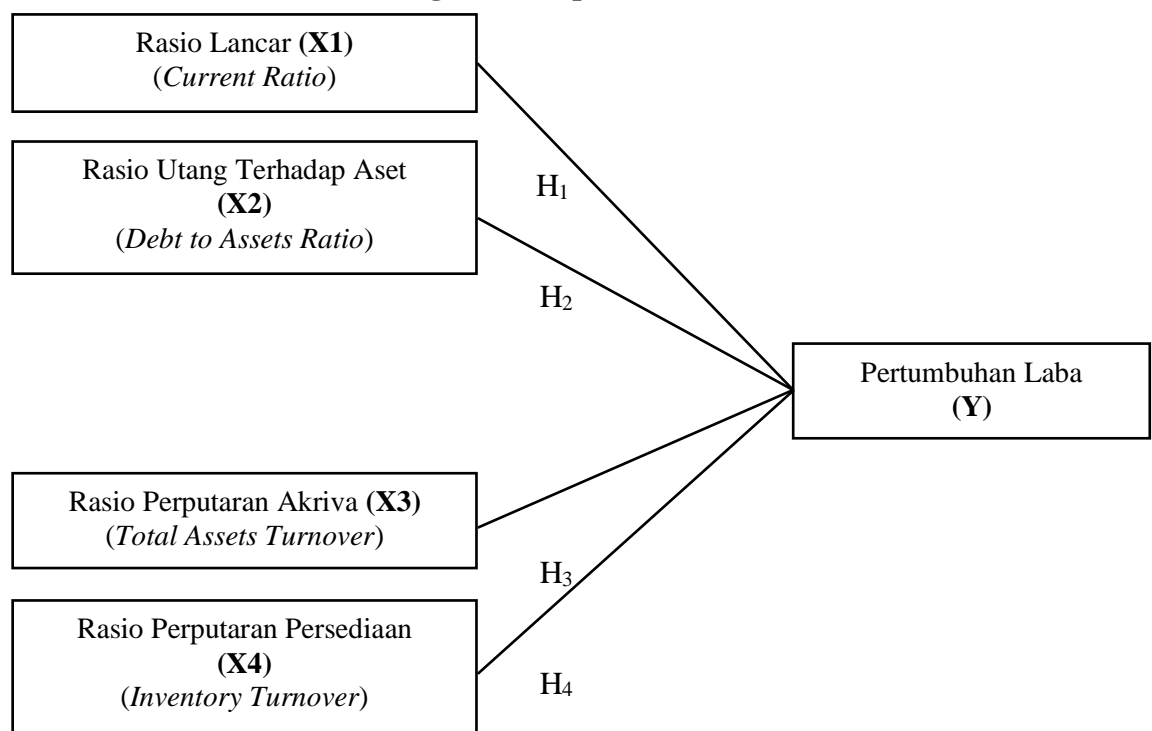 Rasio Lancar (X1)
(Current Ratio)
Rasio Utang Terhadap Aset
(X2)
(Debt to Assets Ratio)
H1
H2
Pertumbuhan Laba
(Y)
Rasio Perputaran Akriva (X3)
(Total Assets Turnover)
H3
Rasio Perputaran Persediaan
(X4)
(Inventory Turnover)
H4